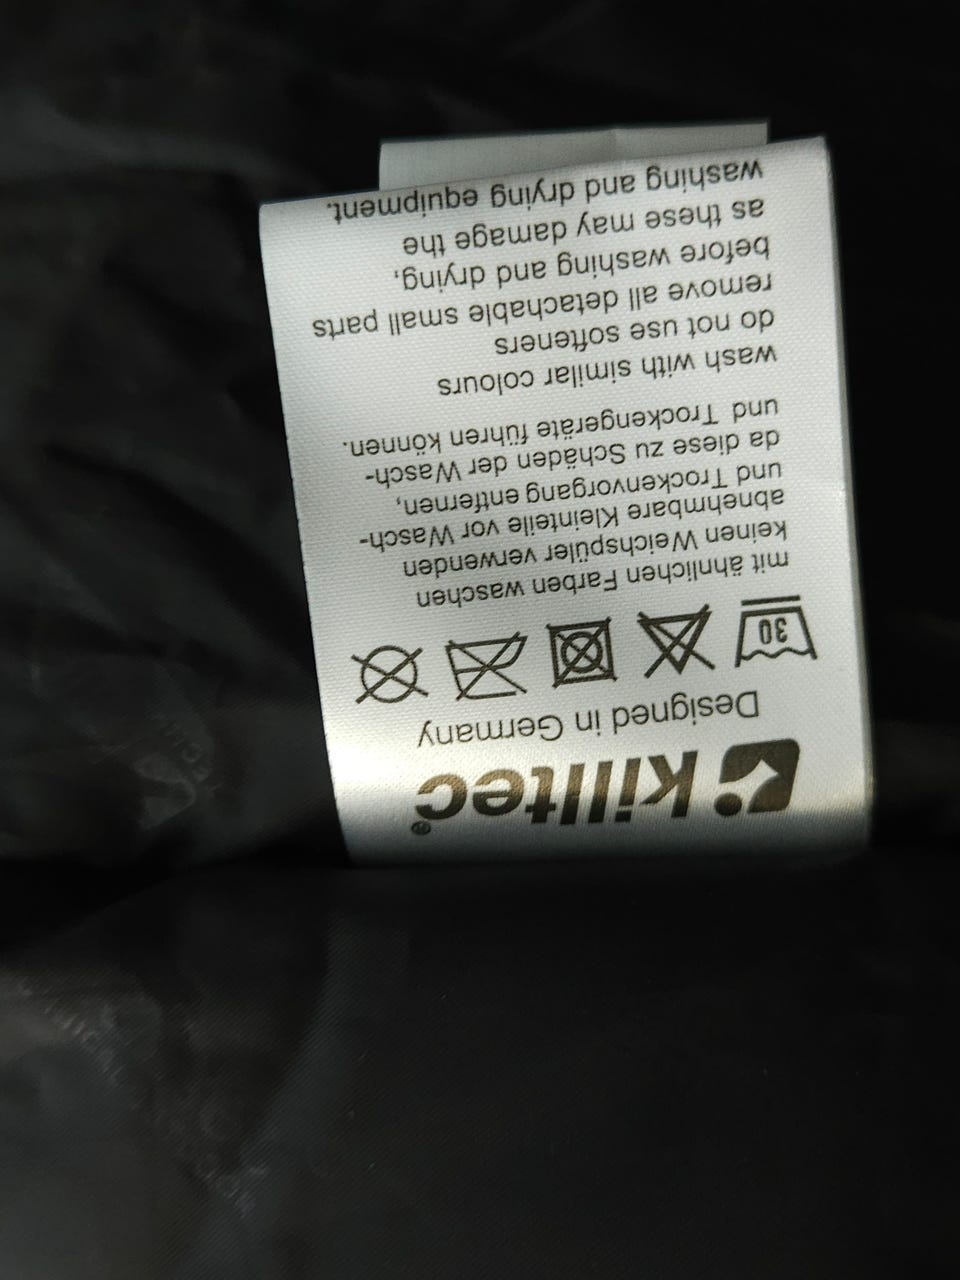 killtec®
Designed in Germany
30
mit ähnlichen Farben waschen
keinen Weichspüler verwenden
abnehmbare Kleinteile vor Wasch-
und Trockenvorgang entfernen,
da diese zu Schäden der Wasch-
und Trockengeräte führen können.
wash with similar colours
do not use softeners
remove all detachable small parts
before washing and drying,
as these may damage the
washing and drying equipment.